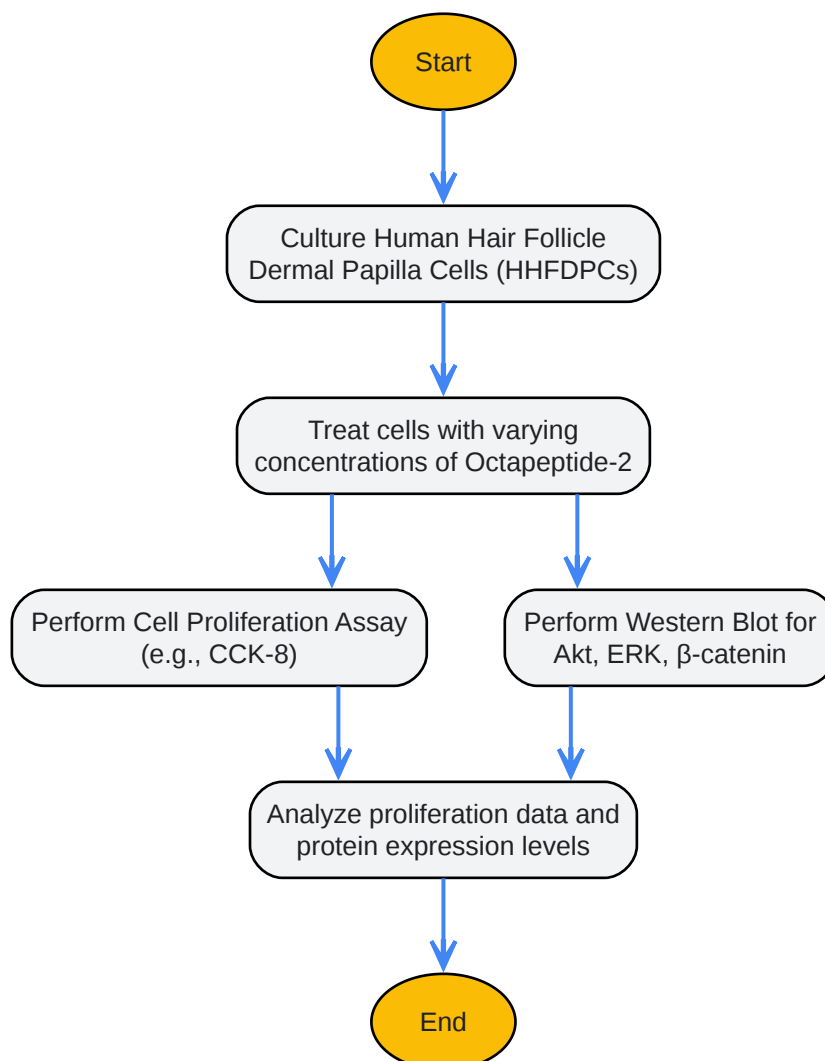 Start
Culture Human Hair Follicle
Dermal Papilla Cells (HHFDPCs)
Treat cells with varying
concentrations of Octapeptide-2
Perform Cell Proliferation Assay
(e.g., CCK-8)
Perform Western Blot for
Akt, ERK, β-catenin
Analyze proliferation data and
protein expression levels
End